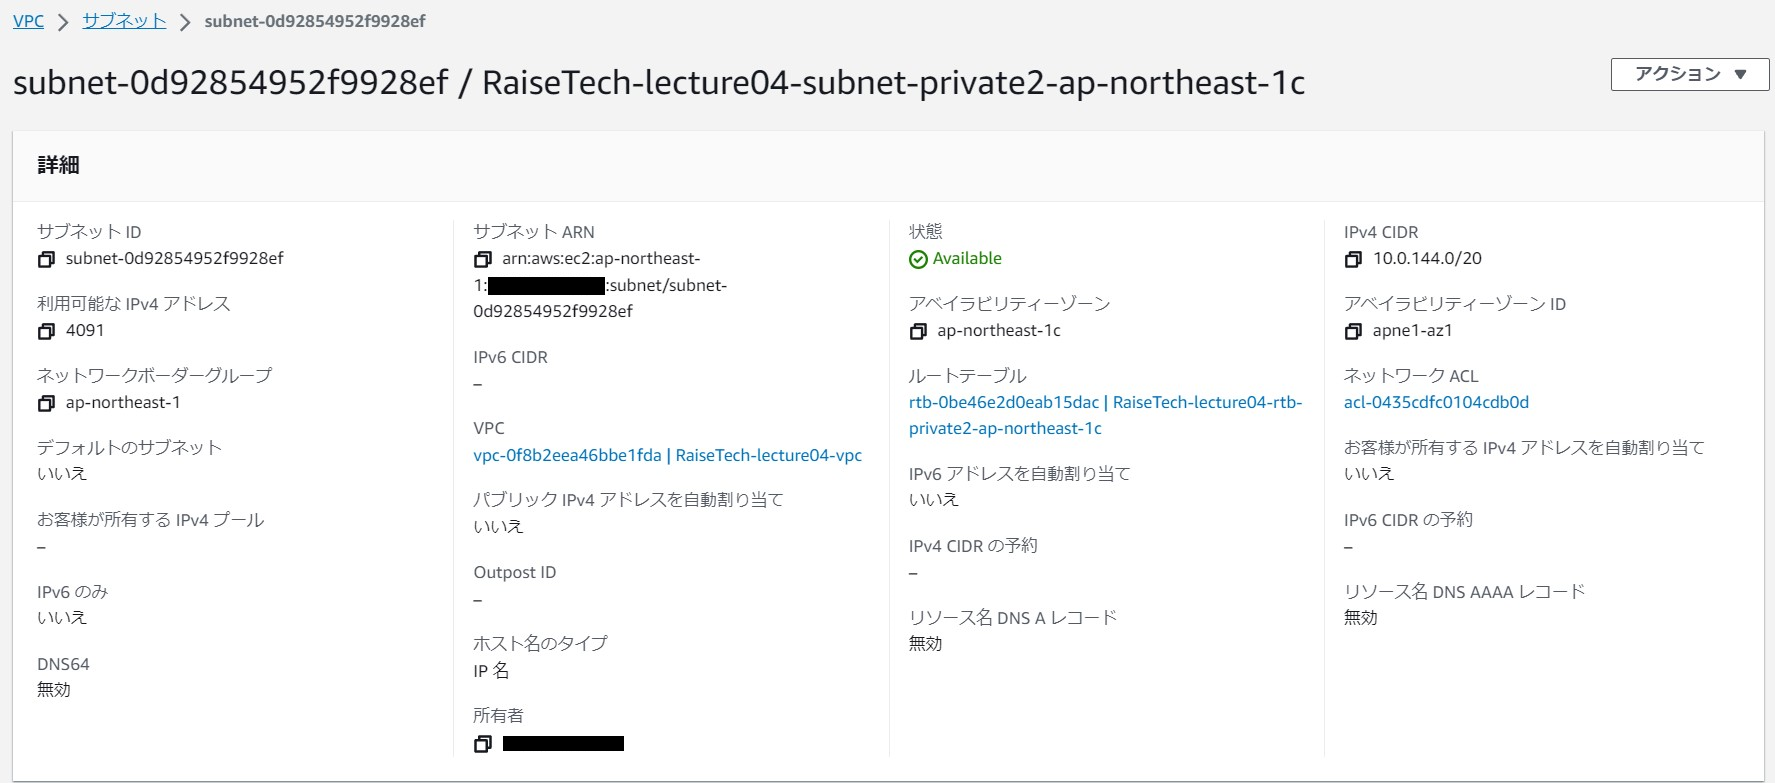 VPC > サブネット > subnet-0d92854952f9928ef
subnet-0d92854952f9928ef / RaiseTech-lecture04-subnet-private2-ap-northeast-1c
アクション ▼
詳細
サブネット ID
subnet-0d92854952f9928ef
利用可能な IPv4 アドレス
4091
ネットワークボーダーグループ
ap-northeast-1
デフォルトのサブネット
いいえ
お客様が所有する IPv4 プール
–
IPv6 のみ
いいえ
DNS64
無効
サブネット ARN
arn:aws:ec2:ap-northeast-
1: :subnet/subnet-
0d92854952f9928ef
IPv6 CIDR
–
VPC
vpc-0f8b2eea46bbe1fda | RaiseTech-lecture04-vpc
パブリック IPv4 アドレスを自動割り当て
いいえ
Outpost ID
–
ホスト名のタイプ
IP 名
所有者
状態
Available
アベイラビリティーゾーン
ap-northeast-1c
ルートテーブル
rtb-0be46e2d0eab15dac | RaiseTech-lecture04-rtb-
private2-ap-northeast-1c
IPv6 アドレスを自動割り当て
いいえ
IPv4 CIDR の予約
–
リソース名 DNS A レコード
無効
IPv4 CIDR
10.0.144.0/20
アベイラビリティーゾーン ID
apne1-az1
ネットワーク ACL
acl-0435cdfc0104cdb0d
お客様が所有する IPv4 アドレスを自動割り当て
いいえ
IPv6 CIDR の予約
–
リソース名 DNS AAAA レコード
無効